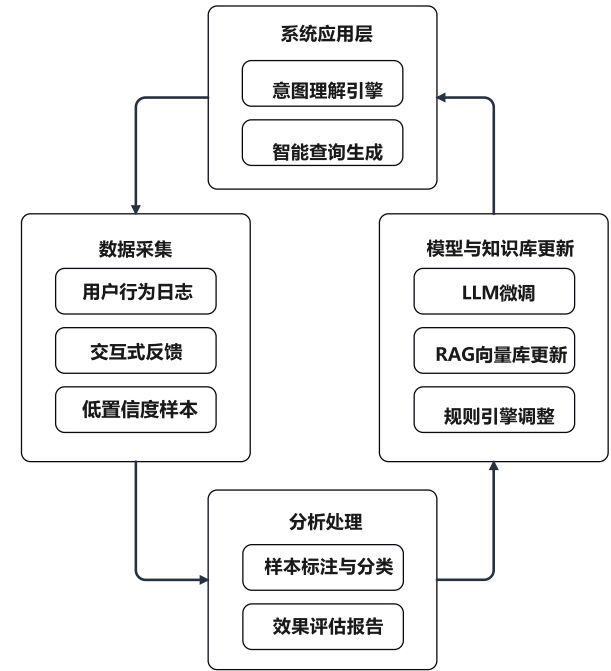 系统应用层
意图理解引擎
智能查询生成
数据采集
用户行为日志
交互式反馈
低置信度样本
模型与知识库更新
LLM微调
RAG向量库更新
规则引擎调整
分析处理
样本标注与分类
效果评估报告